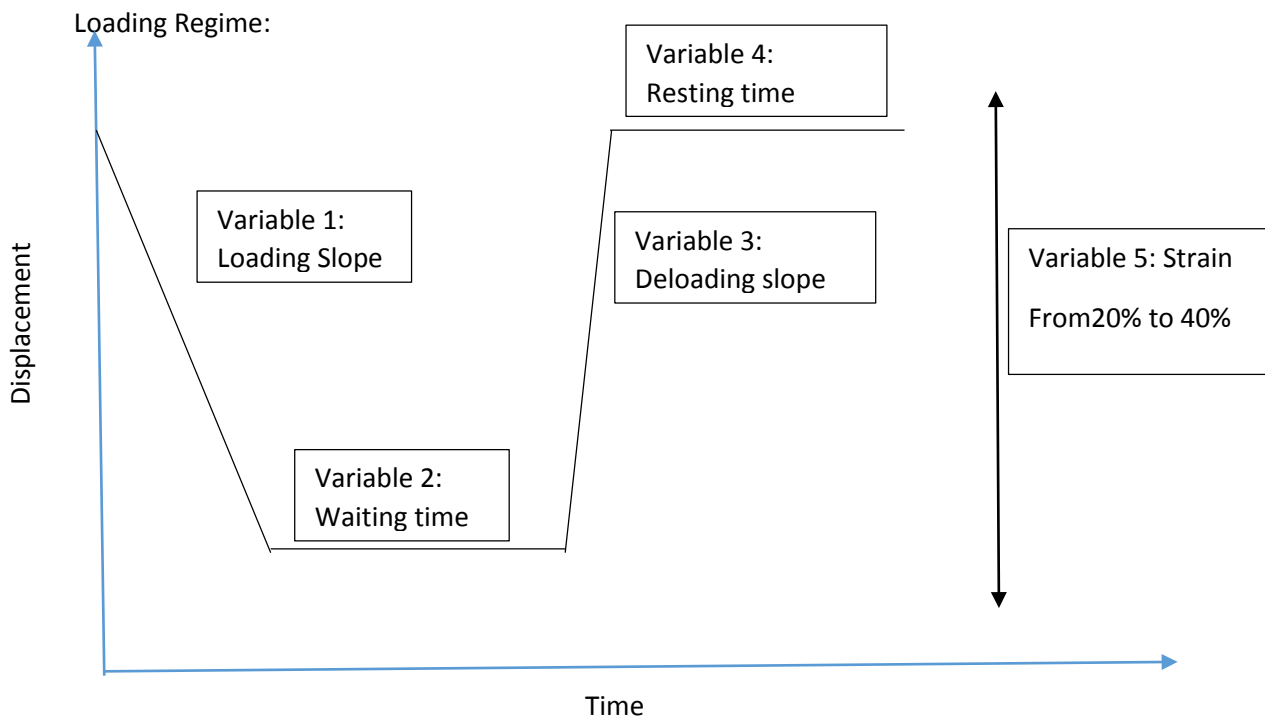 Loading Regime:
Variable 4:
Resting time
Variable 1:
Loading Slope
Variable 3:
Deloading slope
Variable 5: Strain
From20% to 40%
Displacement
Variable 2:
Waiting time
Time